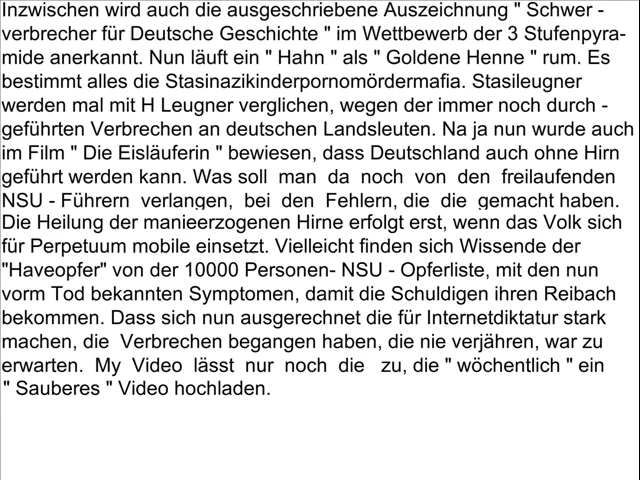 Inzwischen wird auch die ausgeschriebene Auszeichnung " Schwer -
verbrecher für Deutsche Geschichte " im Wettbewerb der 3 Stufenpyra-
mide anerkannt. Nun läuft ein " Hahn " als " Goldene Henne " rum. Es
bestimmt alles die Stasinazikinderpornomördermafia. Stasileugner
werden mal mit H Leugner verglichen, wegen der immer noch durch -
geführten Verbrechen an deutschen Landsleuten. Na ja nun wurde auch
im Film " Die Eisläuferin " bewiesen, dass Deutschland auch ohne Hirn
geführt werden kann. Was soll man da noch von den freilaufenden
NSU - Führern verlangen, bei den Fehlern, die die gemacht haben.
Die Heilung der manieerzogenen Hirne erfolgt erst, wenn das Volk sich
für Perpetuum mobile einsetzt. Vielleicht finden sich Wissende der
"Haveopfer" von der 10000 Personen- NSU - Opferliste, mit den nun
vorm Tod bekannten Symptomen, damit die Schuldigen ihren Reibach
bekommen. Dass sich nun ausgerechnet die für Internetdiktatur stark
machen, die Verbrechen begangen haben, die nie verjähren, war zu
erwarten. My Video lässt nur noch die zu, die " wöchentlich " ein
" Sauberes " Video hochladen.